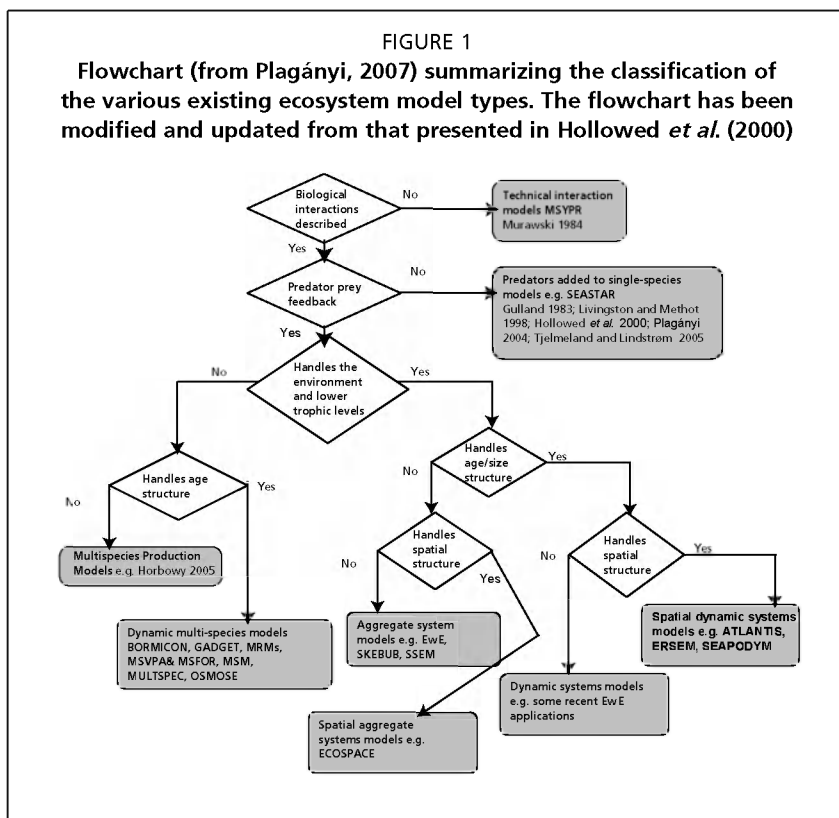 FIGURE 1
Flowchart (from Plagányi, 2007) summarizing the classification of
the various existing ecosystem model types. The flowchart has been
modified and updated from that presented in Hollowed et al. (2000)
Biological
interactions
described
No
Technical interaction
models MSYPR
Murawski 1984
Yes
Predator prey
feedback
No
Predators added to single-species
models e.g. SEASTAR
Gulland 1983; Livingston and Methot
1998; Hollowed et al. 2000; Plagányi
2004; Tjelmeland and Lindstrøm 2005
Yes
Handles the
environment
and lower
trophic levels
No
Yes
Handles age
structure
No
Yes
Multispecies Production
Models e.g. Horbowy 2005
Dynamic multi-species models
BORMICON, GADGET, MRMs,
MSVPA& MSFOR, MSM,
MULTSPEC, OSMOSE
Handles
age/size
structure
No
Yes
Handles
spatial
structure
No
Yes
Aggregate system
models e.g. EwE,
SKEBUB, SSEM
Spatial aggregate
systems models e.g.
ECOSPACE
Handles
spatial
structure
No
Yes
Dynamic systems models
e.g. some recent EwE
applications
Spatial dynamic systems
models e.g. ATLANTIS,
ERSEM, SEAPODYM